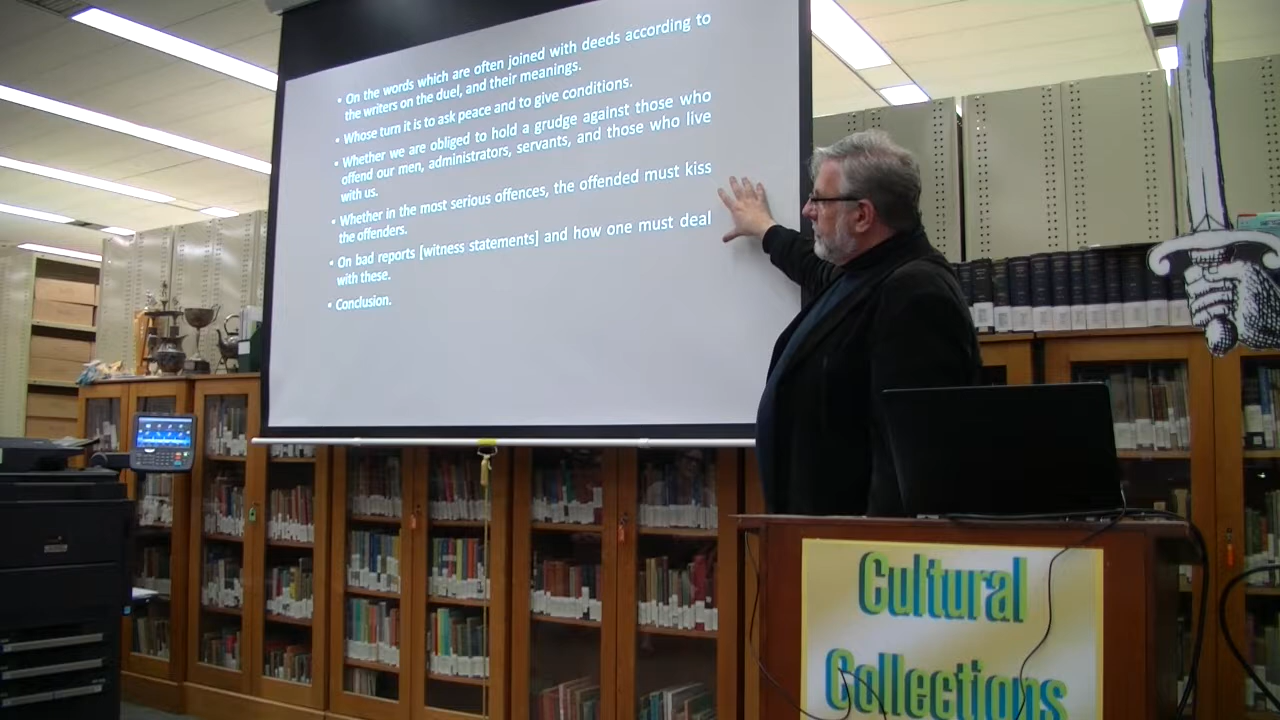 • On the words which are often joined with deeds according to
the writers on the duel, and their meanings.
• Whose turn it is to ask peace and to give conditions.
• Whether we are obliged to hold a grudge against those who
offend our men, administrators, servants, and those who live
with us.
• Whether in the most serious offences, the offended must kiss
the offenders.
• On bad reports [witness statements] and how one must deal
with these.
• Conclusion.
Cultural
Collections